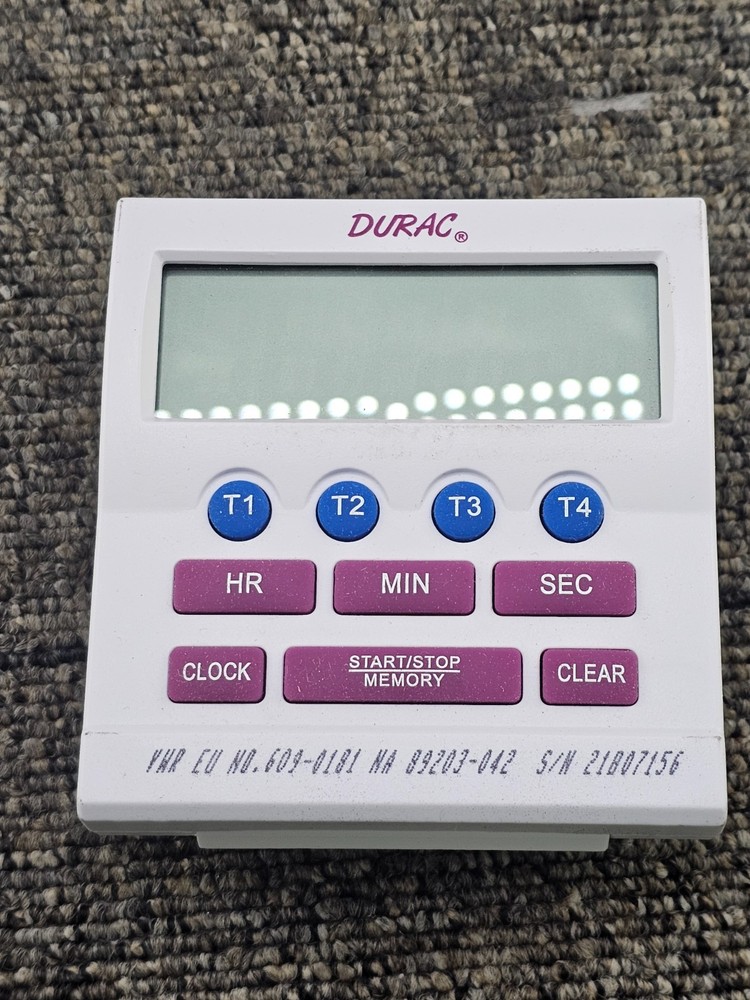 DURAC®
T1 T2 T3 T4
HR MIN SEC
CLOCK START/STOP CLEAR
MEMORY
VWR EU NO.609-0181 NA 89203-042 S/N 21B07156